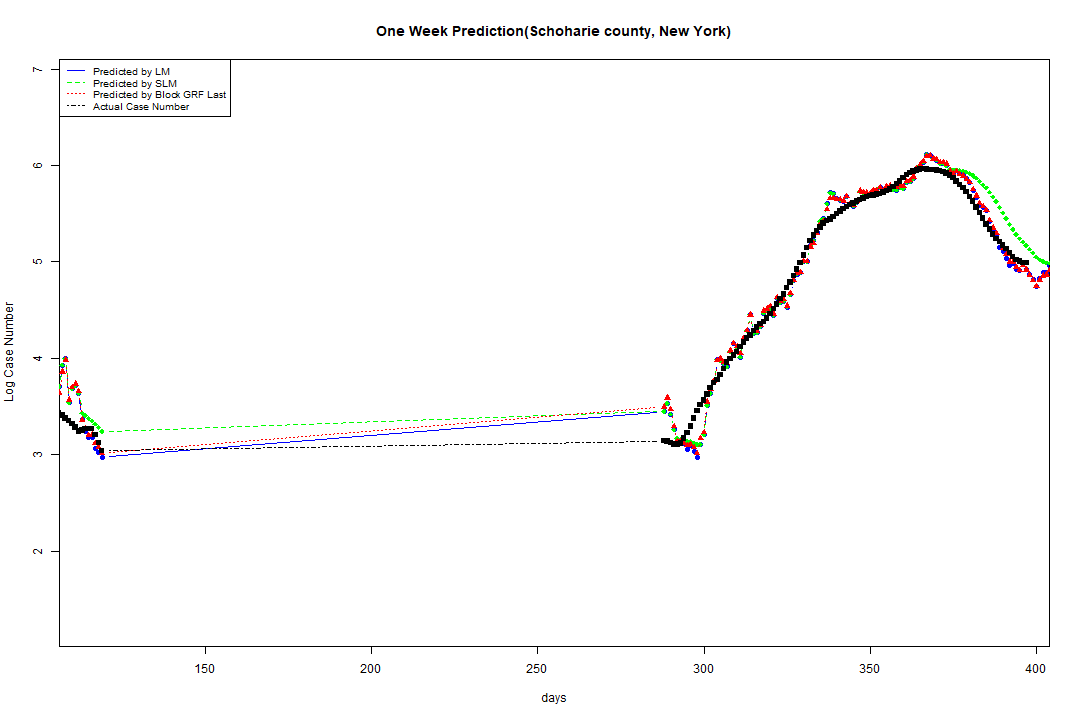 One Week Prediction(Schoharie county, New York)
Predicted by LM
Predicted by SLM
Predicted by Block GRF Last
Actual Case Number
7
6
5
4
3
2
Log Case Number
150
200
250
300
350
400
days